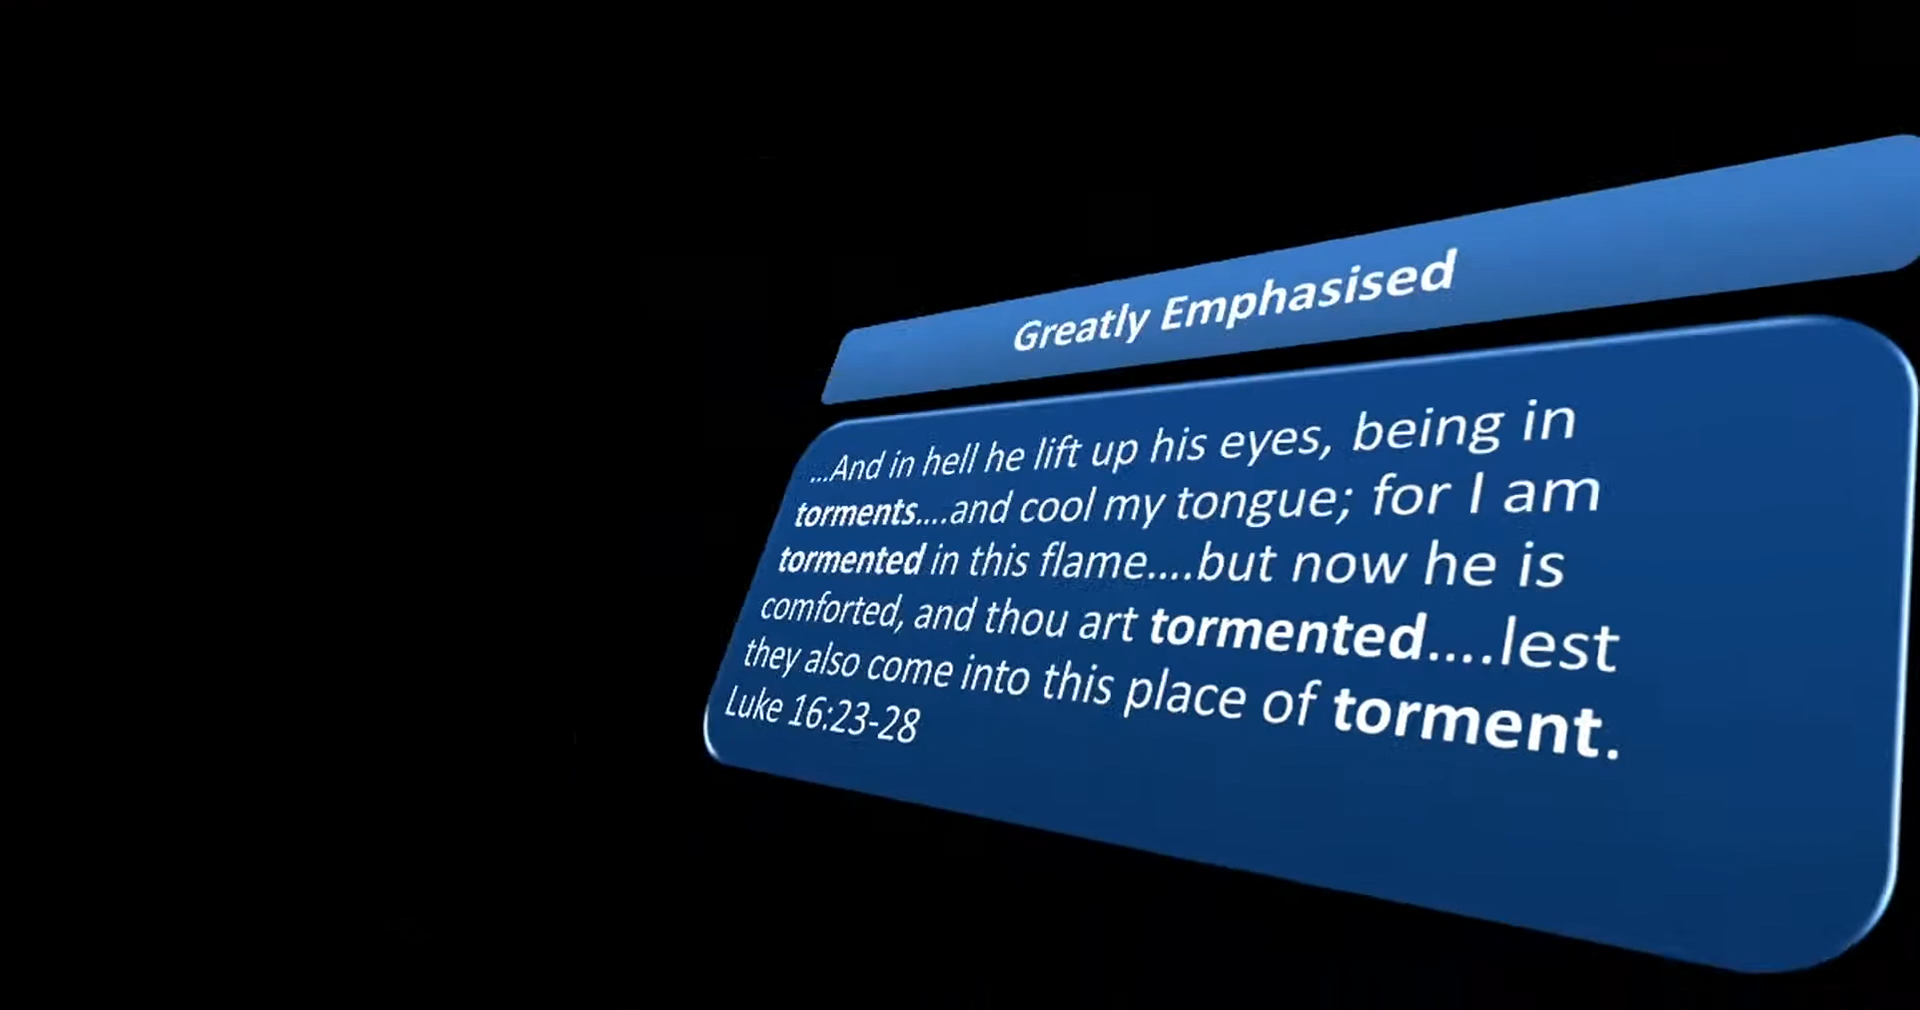 Greatly Emphasised
...And in hell he lift up his eyes, being in
torments....and cool my tongue; for I am
tormented in this flame....but now he is
comforted, and thou art tormented....lest
they also come into this place of torment.
Luke 16:23-28